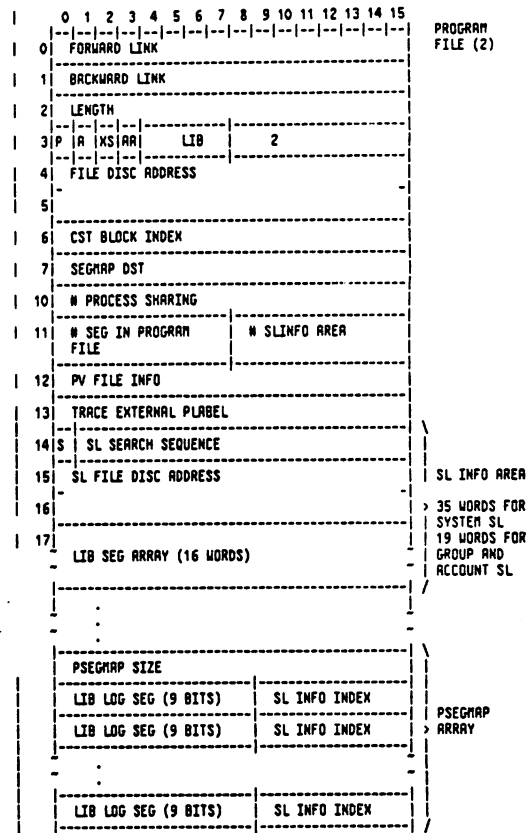 0 1 2 3 4 5 6 7 8 9 10 11 12 13 14 15
PROGRAM
FILE (2)
0 FORWARD LINK
1 BACKWARD LINK
2 LENGTH
3 P A XS AA LIB 2
4 FILE DISC ADDRESS
5
6 CST BLOCK INDEX
7 SEGMAP DST
10 # PROCESS SHARING
11 # SEG IN PROGRAM FILE # SLINFO AREA
12 PV FILE INFO
13 TRACE EXTERNAL PLABEL
14 S SL SEARCH SEQUENCE
15 SL FILE DISC ADDRESS
16
17
LIB SEG ARRAY (16 WORDS)
SL INFO AREA
35 WORDS FOR
SYSTEM SL
19 WORDS FOR
GROUP AND
ACCOUNT SL
PSEGMAP SIZE
LIB LOG SEG (9 BITS) SL INFO INDEX
LIB LOG SEG (9 BITS) SL INFO INDEX
LIB LOG SEG (9 BITS) SL INFO INDEX
PSEGMAP
ARRAY